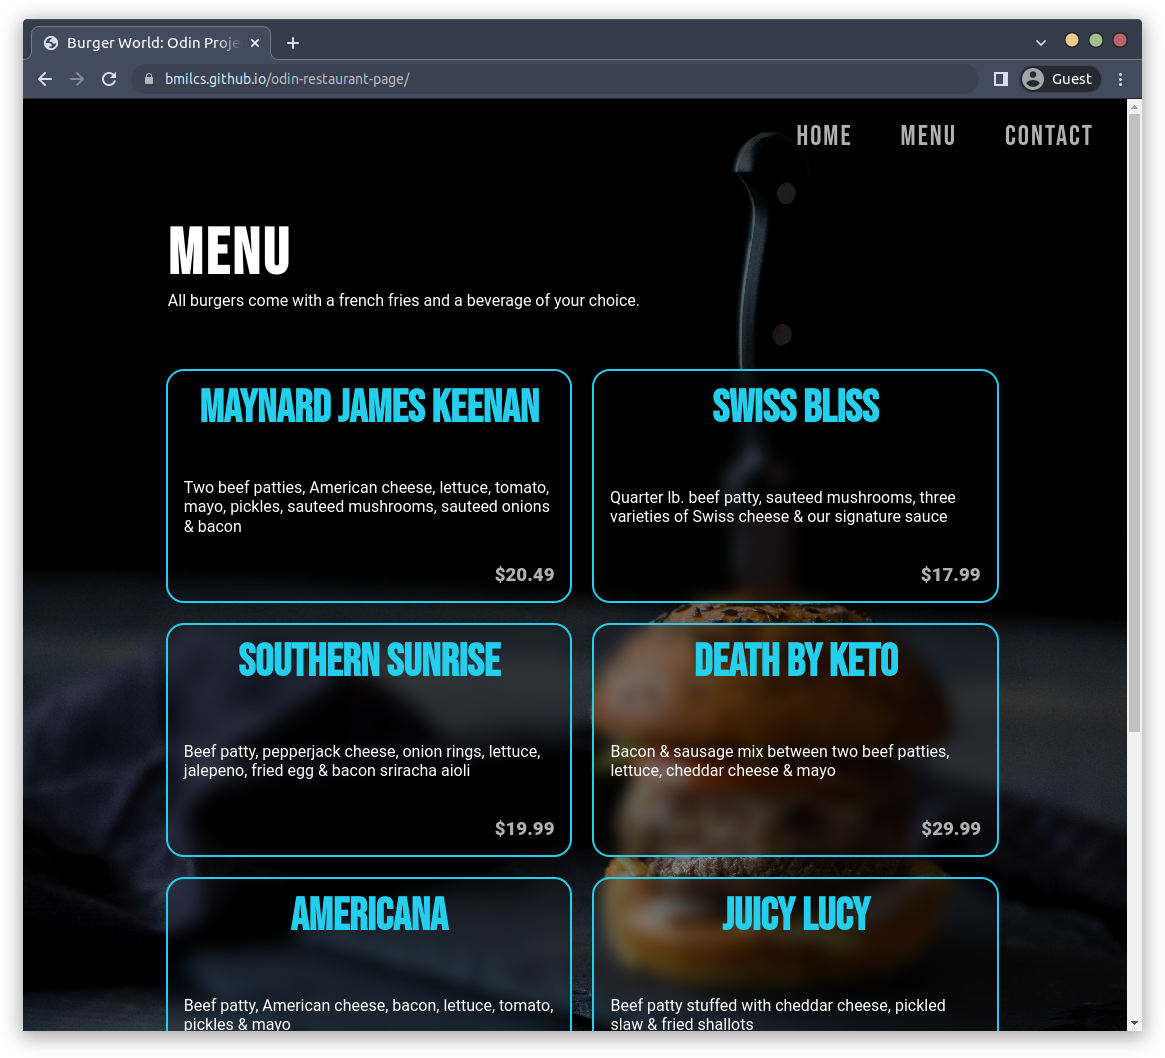 Burger World: Odin Proje
bmilcs.github.io/odin-restaurant-page/
Guest
HOME MENU CONTACT
MENU
All burgers come with a french fries and a beverage of your choice.
MAYNARD JAMES KEENAN
Two beef patties, American cheese, lettuce, tomato,
mayo, pickles, sauteed mushrooms, sauteed onions
& bacon
$20.49
SWISS BLISS
Quarter lb. beef patty, sauteed mushrooms, three
varieties of Swiss cheese & our signature sauce
$17.99
SOUTHERN SUNRISE
Beef patty, pepperjack cheese, onion rings, lettuce,
jalepeno, fried egg & bacon sriracha aioli
$19.99
DEATH BY KETO
Bacon & sausage mix between two beef patties,
lettuce, cheddar cheese & mayo
$29.99
AMERICANA
Beef patty, American cheese, bacon, lettuce, tomato,
pickles & mayo
JUICY LUCY
Beef patty stuffed with cheddar cheese, pickled
slaw & fried shallots